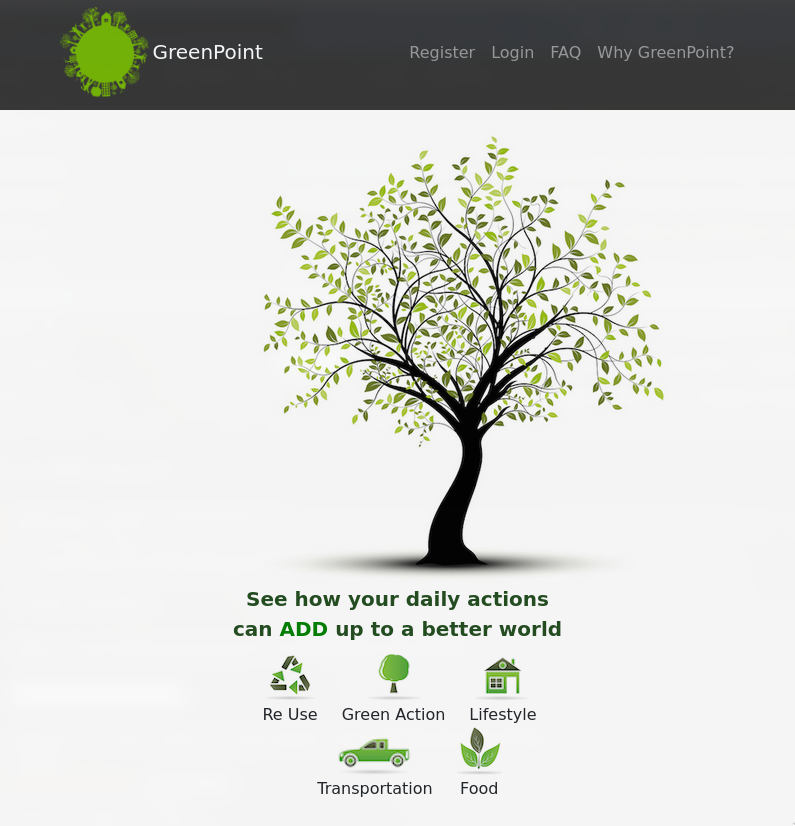 GreenPoint Register Login FAQ Why GreenPoint?
See how your daily actions
can ADD up to a better world
Re Use Green Action Lifestyle
Transportation Food